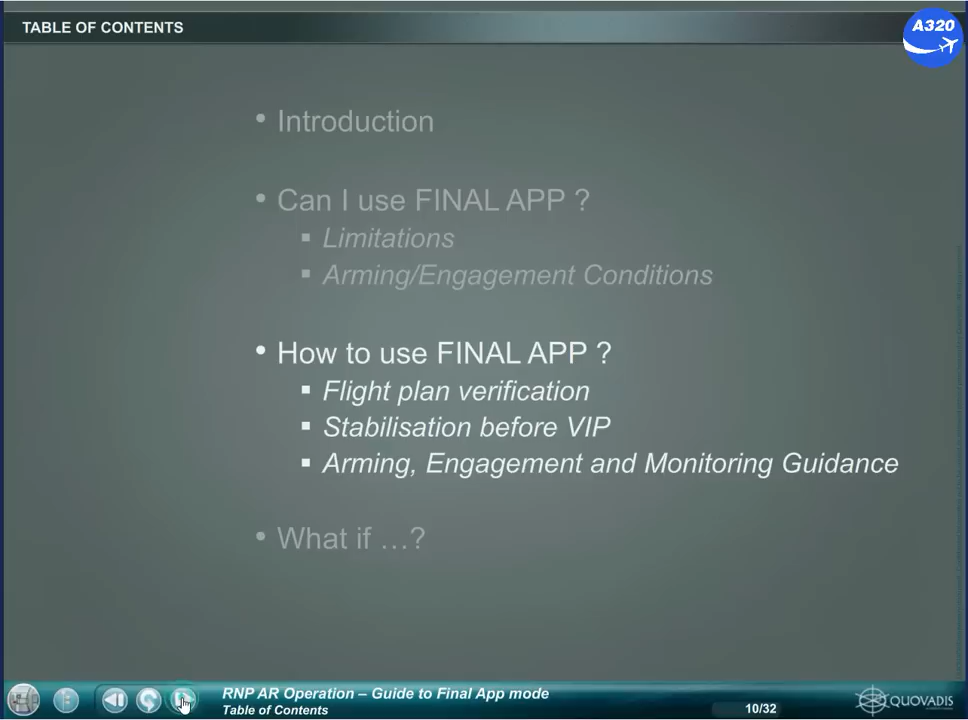 TABLE OF CONTENTS
A320
• Introduction
• Can I use FINAL APP ?
▪ Limitations
▪ Arming/Engagement Conditions
• How to use FINAL APP ?
▪ Flight plan verification
▪ Stabilisation before VIP
▪ Arming, Engagement and Monitoring Guidance
• What if …?
RNP AR Operation – Guide to Final App mode
Table of Contents
10/32
QUOVADIS